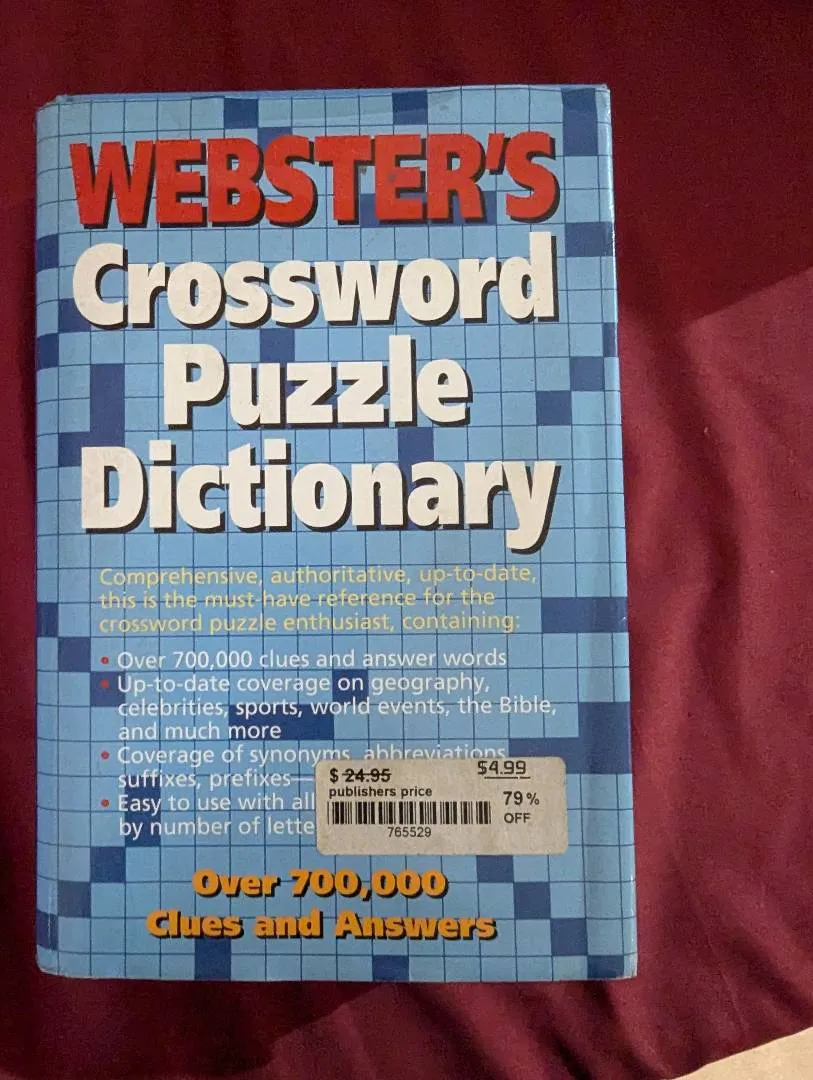 WEBSTER'S
Crossword
Puzzle
Dictionary
Comprehensive, authoritative, up-to-date,
this is the must-have reference for the
crossword puzzle enthusiast, containing:
• Over 700,000 clues and answer words
• Up-to-date coverage on geography,
celebrities, sports, world events, the Bible,
and much more
• Coverage of synonyms, abbreviations,
suffixes, prefixes—
• Easy to use with all
by number of lette
$ 24.95 $4.99
publishers price
79% OFF
765529
Over 700,000
Clues and Answers